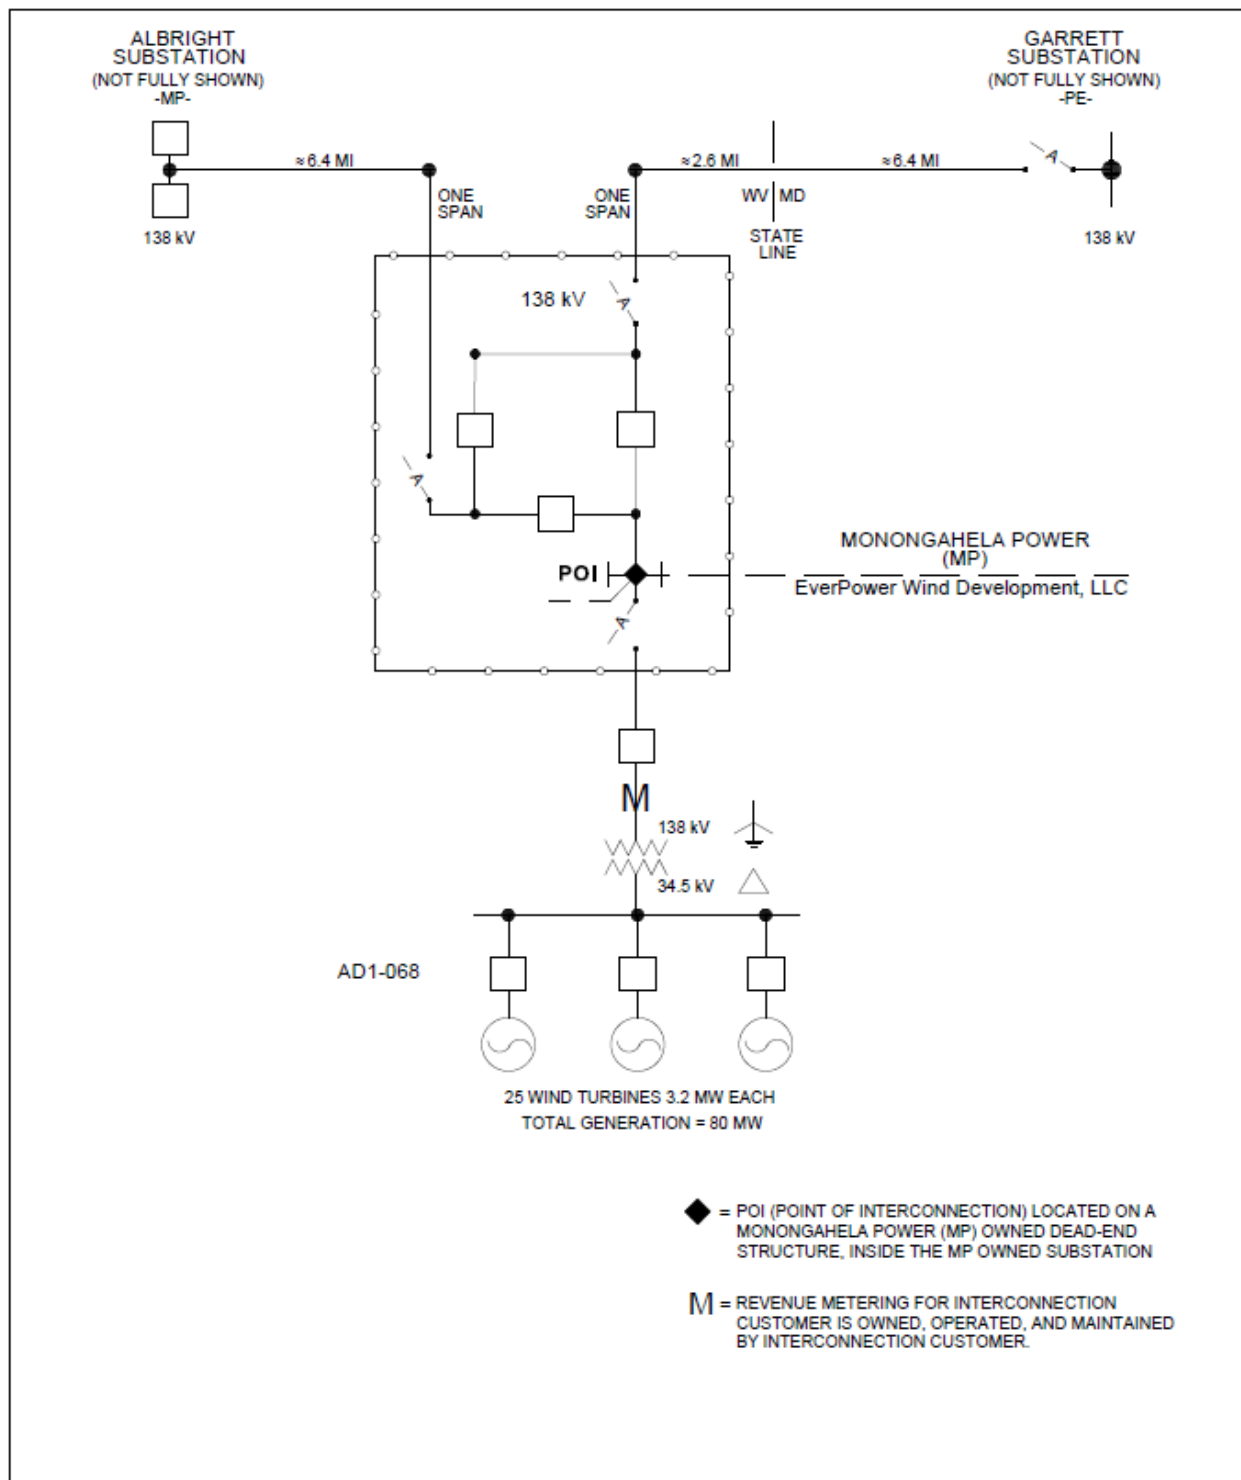 ALBRIGHT
SUBSTATION
(NOT FULLY SHOWN)
-MP-
GARRETT
SUBSTATION
(NOT FULLY SHOWN)
-PE-
≈6.4 MI
≈2.6 MI
≈6.4 MI
A
ONE
SPAN
ONE
SPAN
WV
MD
STATE
LINE
138 kV
138 kV
138 kV
A
A
POI
MONONGAHELA POWER
(MP)
EverPower Wind Development, LLC
A
M
138 kV
34.5 kV
AD1-068
25 WIND TURBINES 3.2 MW EACH
TOTAL GENERATION = 80 MW
= POI (POINT OF INTERCONNECTION) LOCATED ON A
MONONGAHELA POWER (MP) OWNED DEAD-END
STRUCTURE, INSIDE THE MP OWNED SUBSTATION
M = REVENUE METERING FOR INTERCONNECTION
CUSTOMER IS OWNED, OPERATED, AND MAINTAINED
BY INTERCONNECTION CUSTOMER.